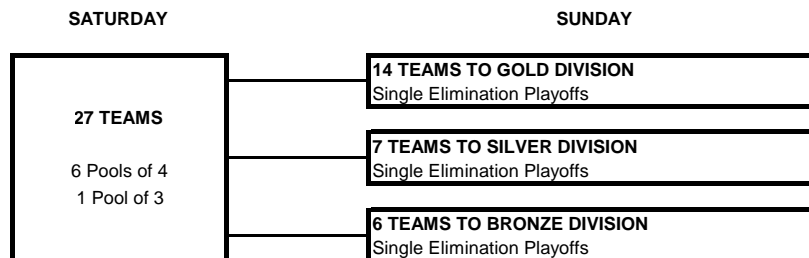 SATURDAY
SUNDAY
27 TEAMS
6 Pools of 4
1 Pool of 3
14 TEAMS TO GOLD DIVISION
Single Elimination Playoffs
7 TEAMS TO SILVER DIVISION
Single Elimination Playoffs
6 TEAMS TO BRONZE DIVISION
Single Elimination Playoffs